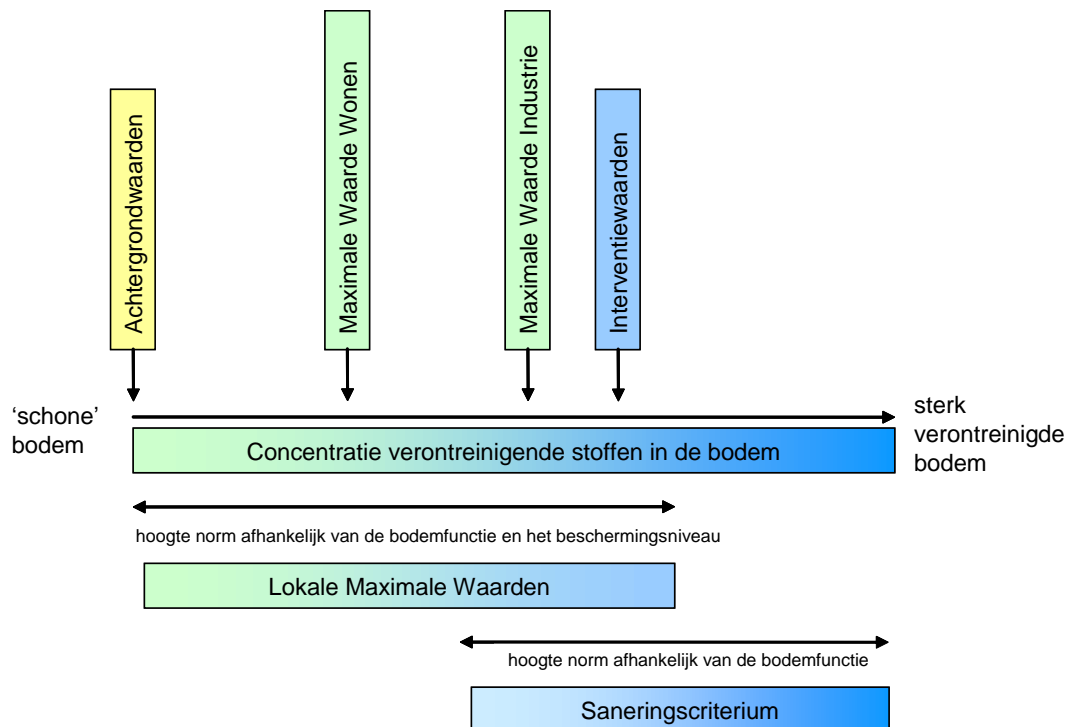 Achtergrondwaarden
Maximale Waarde Wonen
Maximale Waarde Industrie
Interventiewaarden
‘schone’
bodem
sterk
verontreinigde
bodem
Concentratie verontreinigende stoffen in de bodem
hoogte norm afhankelijk van de bodemfunctie en het beschermingsniveau
Lokale Maximale Waarden
hoogte norm afhankelijk van de bodemfunctie
Saneringscriterium